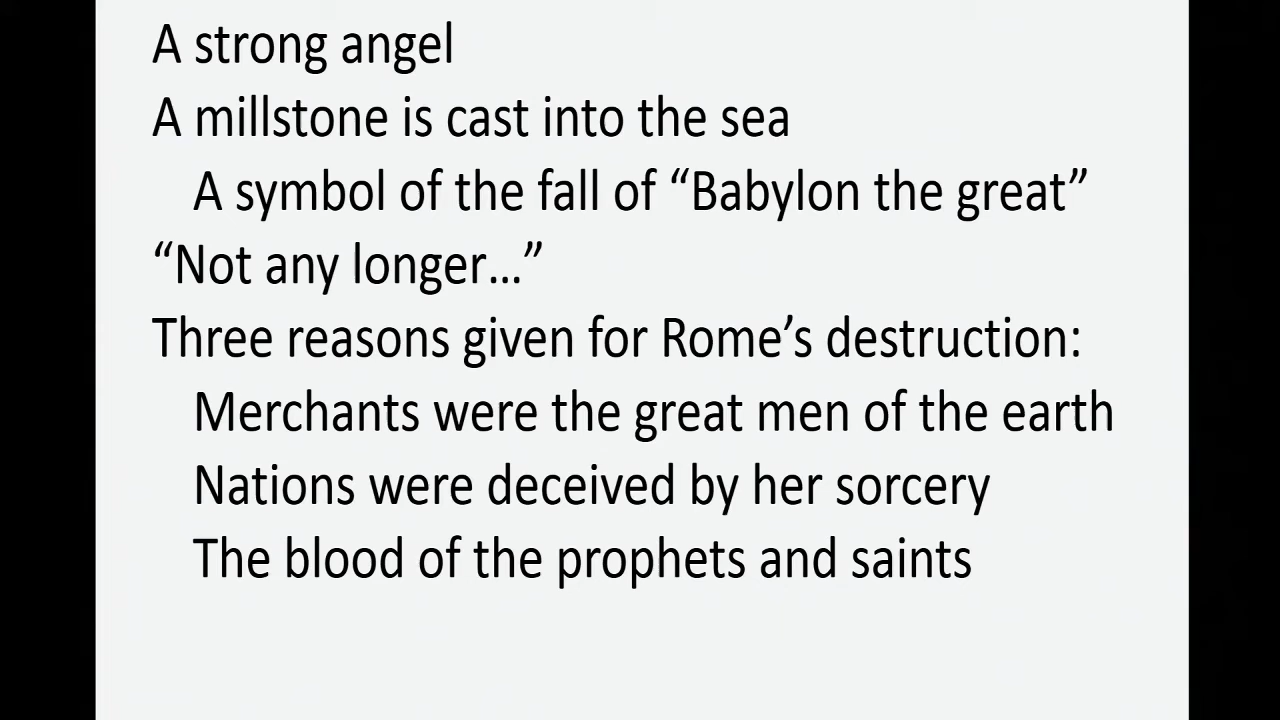 A strong angel
A millstone is cast into the sea
A symbol of the fall of “Babylon the great”
“Not any longer…”
Three reasons given for Rome’s destruction:
Merchants were the great men of the earth
Nations were deceived by her sorcery
The blood of the prophets and saints